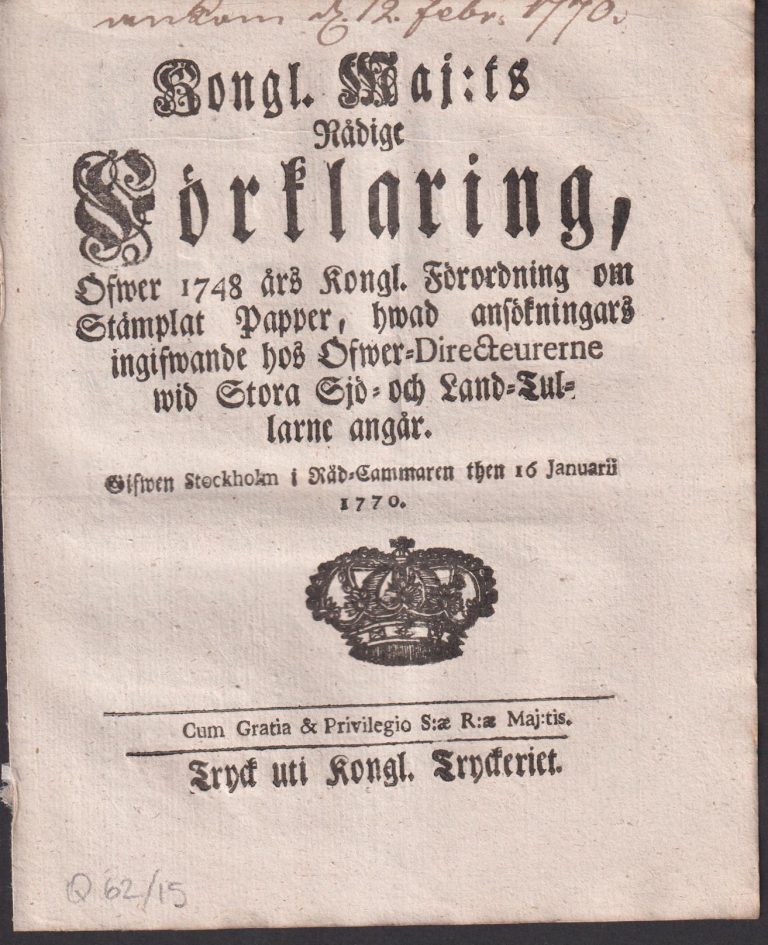 ankom d. 12. febr. 1770.
Kongl. Maj:ts
Nådige
Förklaring,
Öfwer 1748 års Kongl. Förordning om
Stämplat Papper, hwad ansökningars
ingifwande hos Öfwer-Directeurerne
wid Stora Sjö- och Land-Tul-
larne angår.
Gifwen Stockholm i Råd-Cammaren then 16 Januarii
1770.
Cum Gratia & Privilegio S:æ R:æ Maj:tis.
Tryck uti Kongl. Tryckeriet.
Q 62/15